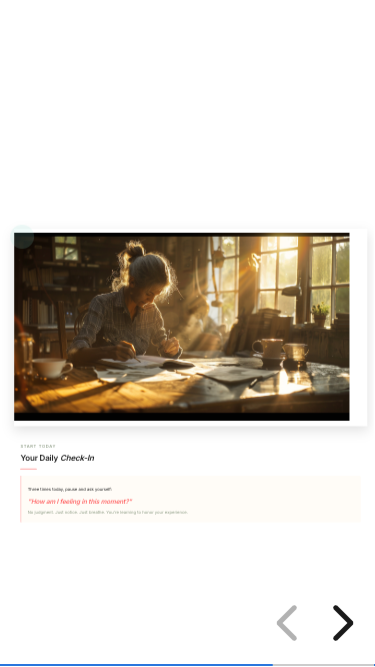 START TODAY
Your Daily Check-In
Three times today, pause and ask yourself:
"How am I feeling in this moment?"
No judgment. Just notice. Just breathe. You're learning to honor your experience.